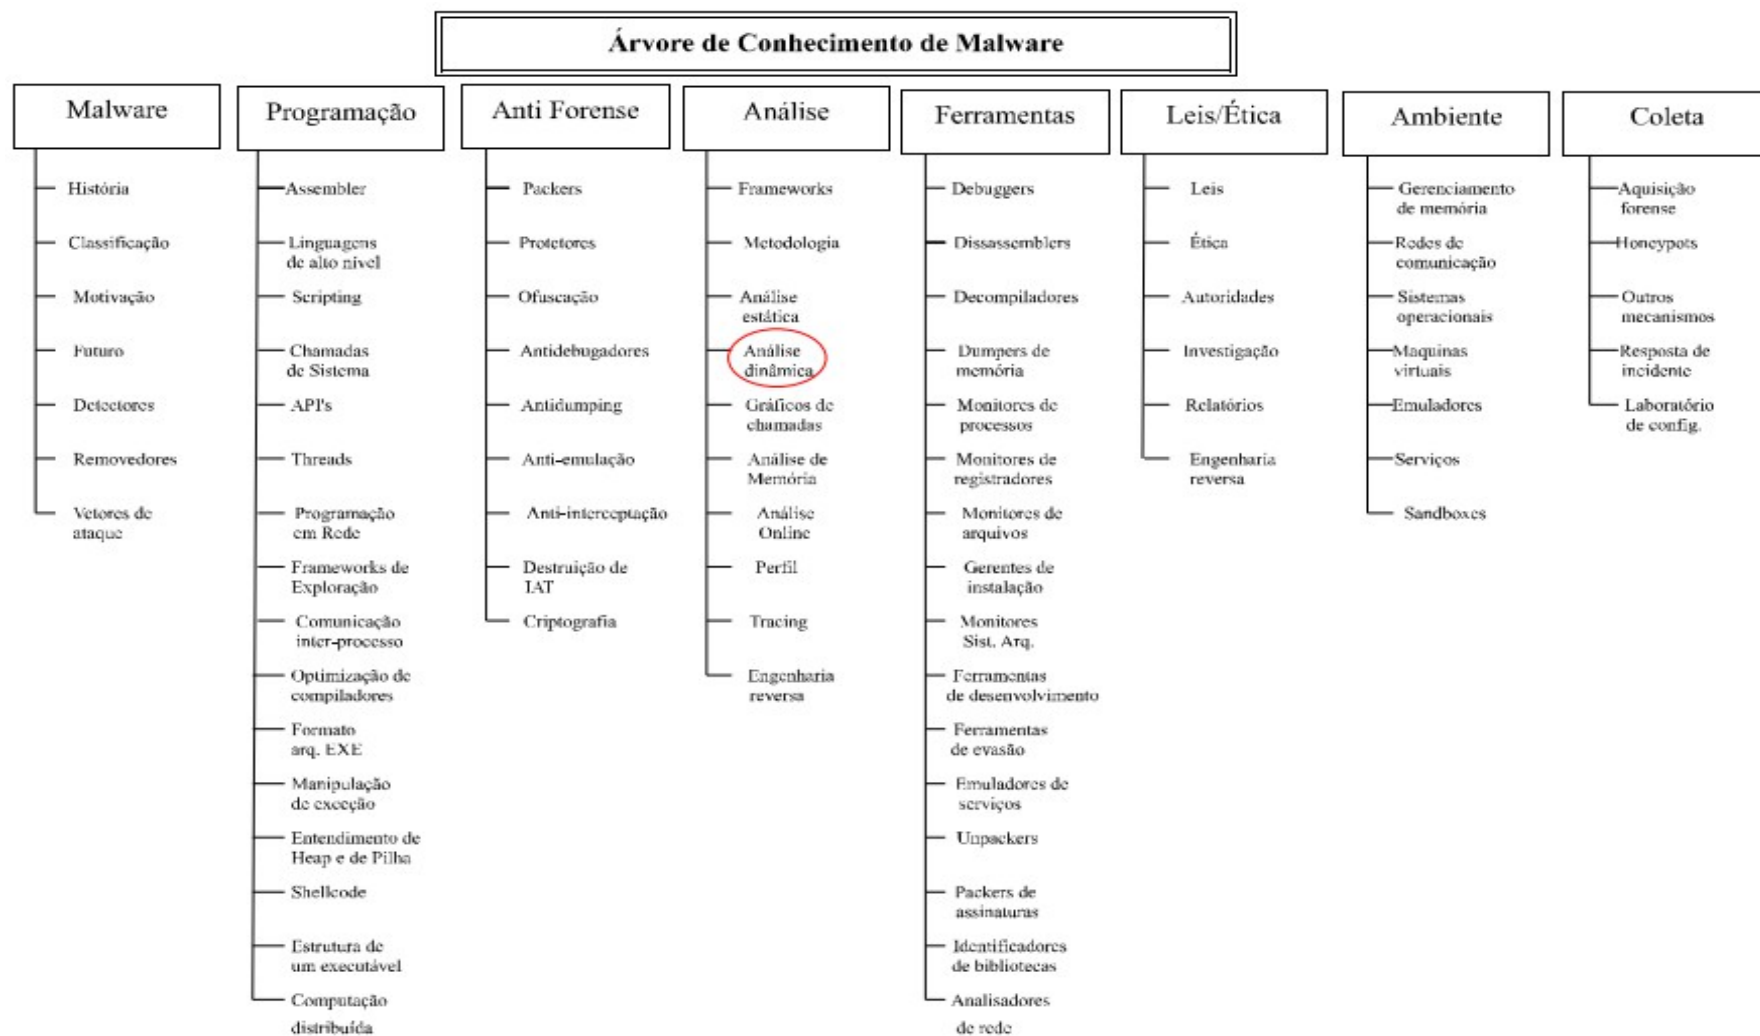 Árvore de Conhecimento de Malware
Malware
História
Classificação
Motivação
Futuro
Detectores
Removedores
Vetores de
ataque
Programação
Assembler
Linguagens
de alto nível
Scripting
Chamadas
de Sistema
API's
Threads
Programação
em Rede
Frameworks de
Exploração
Comunicação
inter-processo
Optimização de
compiladores
Formato
arq. EXE
Manipulação
de exceção
Entendimento de
Heap e de Pilha
Shellcode
Estrutura de
um executável
Computação
distribuída
Anti Forense
Packers
Protetores
Ofuscação
Antidebugadores
Antidumping
Anti-emulação
Anti-interceptação
Destruição de
IAT
Criptografia
Análise
Frameworks
Metodologia
Análise
estática
Análise
dinâmica
Gráficos de
chamadas
Análise de
Memória
Análise
Online
Perfil
Tracing
Engenharia
reversa
Ferramentas
Debuggers
Dissassemblers
Decompiladores
Dumpers de
memória
Monitores de
processos
Monitores de
registradores
Monitores de
arquivos
Gerentes de
instalação
Monitores
Sist. Arq.
Ferramentas
de desenvolvimento
Ferramentas
de evasão
Emuladores de
serviços
Unpackers
Packers de
assinaturas
Identificadores
de bibliotecas
Analisadores
de rede
Leis/Ética
Leis
Ética
Autoridades
Investigação
Relatórios
Engenharia
reversa
Ambiente
Gerenciamento
de memória
Redes de
comunicação
Sistemas
operacionais
Maquinas
virtuais
Emuladores
Serviços
Sandboxes
Coleta
Aquisição
forense
Honeypots
Outros
mecanismos
Resposta de
incidente
Laboratório
de config.